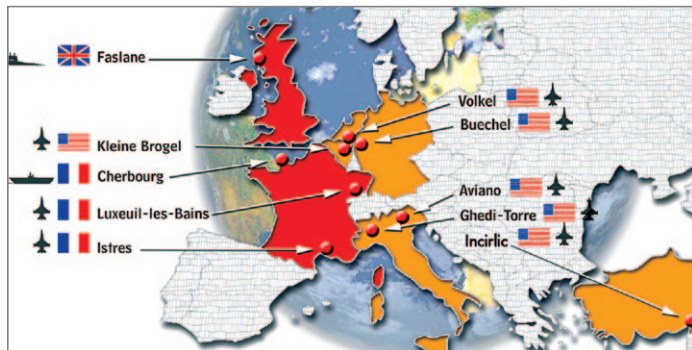 Faslane
Kleine Brogel
Cherbourg
Luxeuil-les-Bains
Istres
Volkel
Buechel
Aviano
Ghedi-Torre
Incirlic